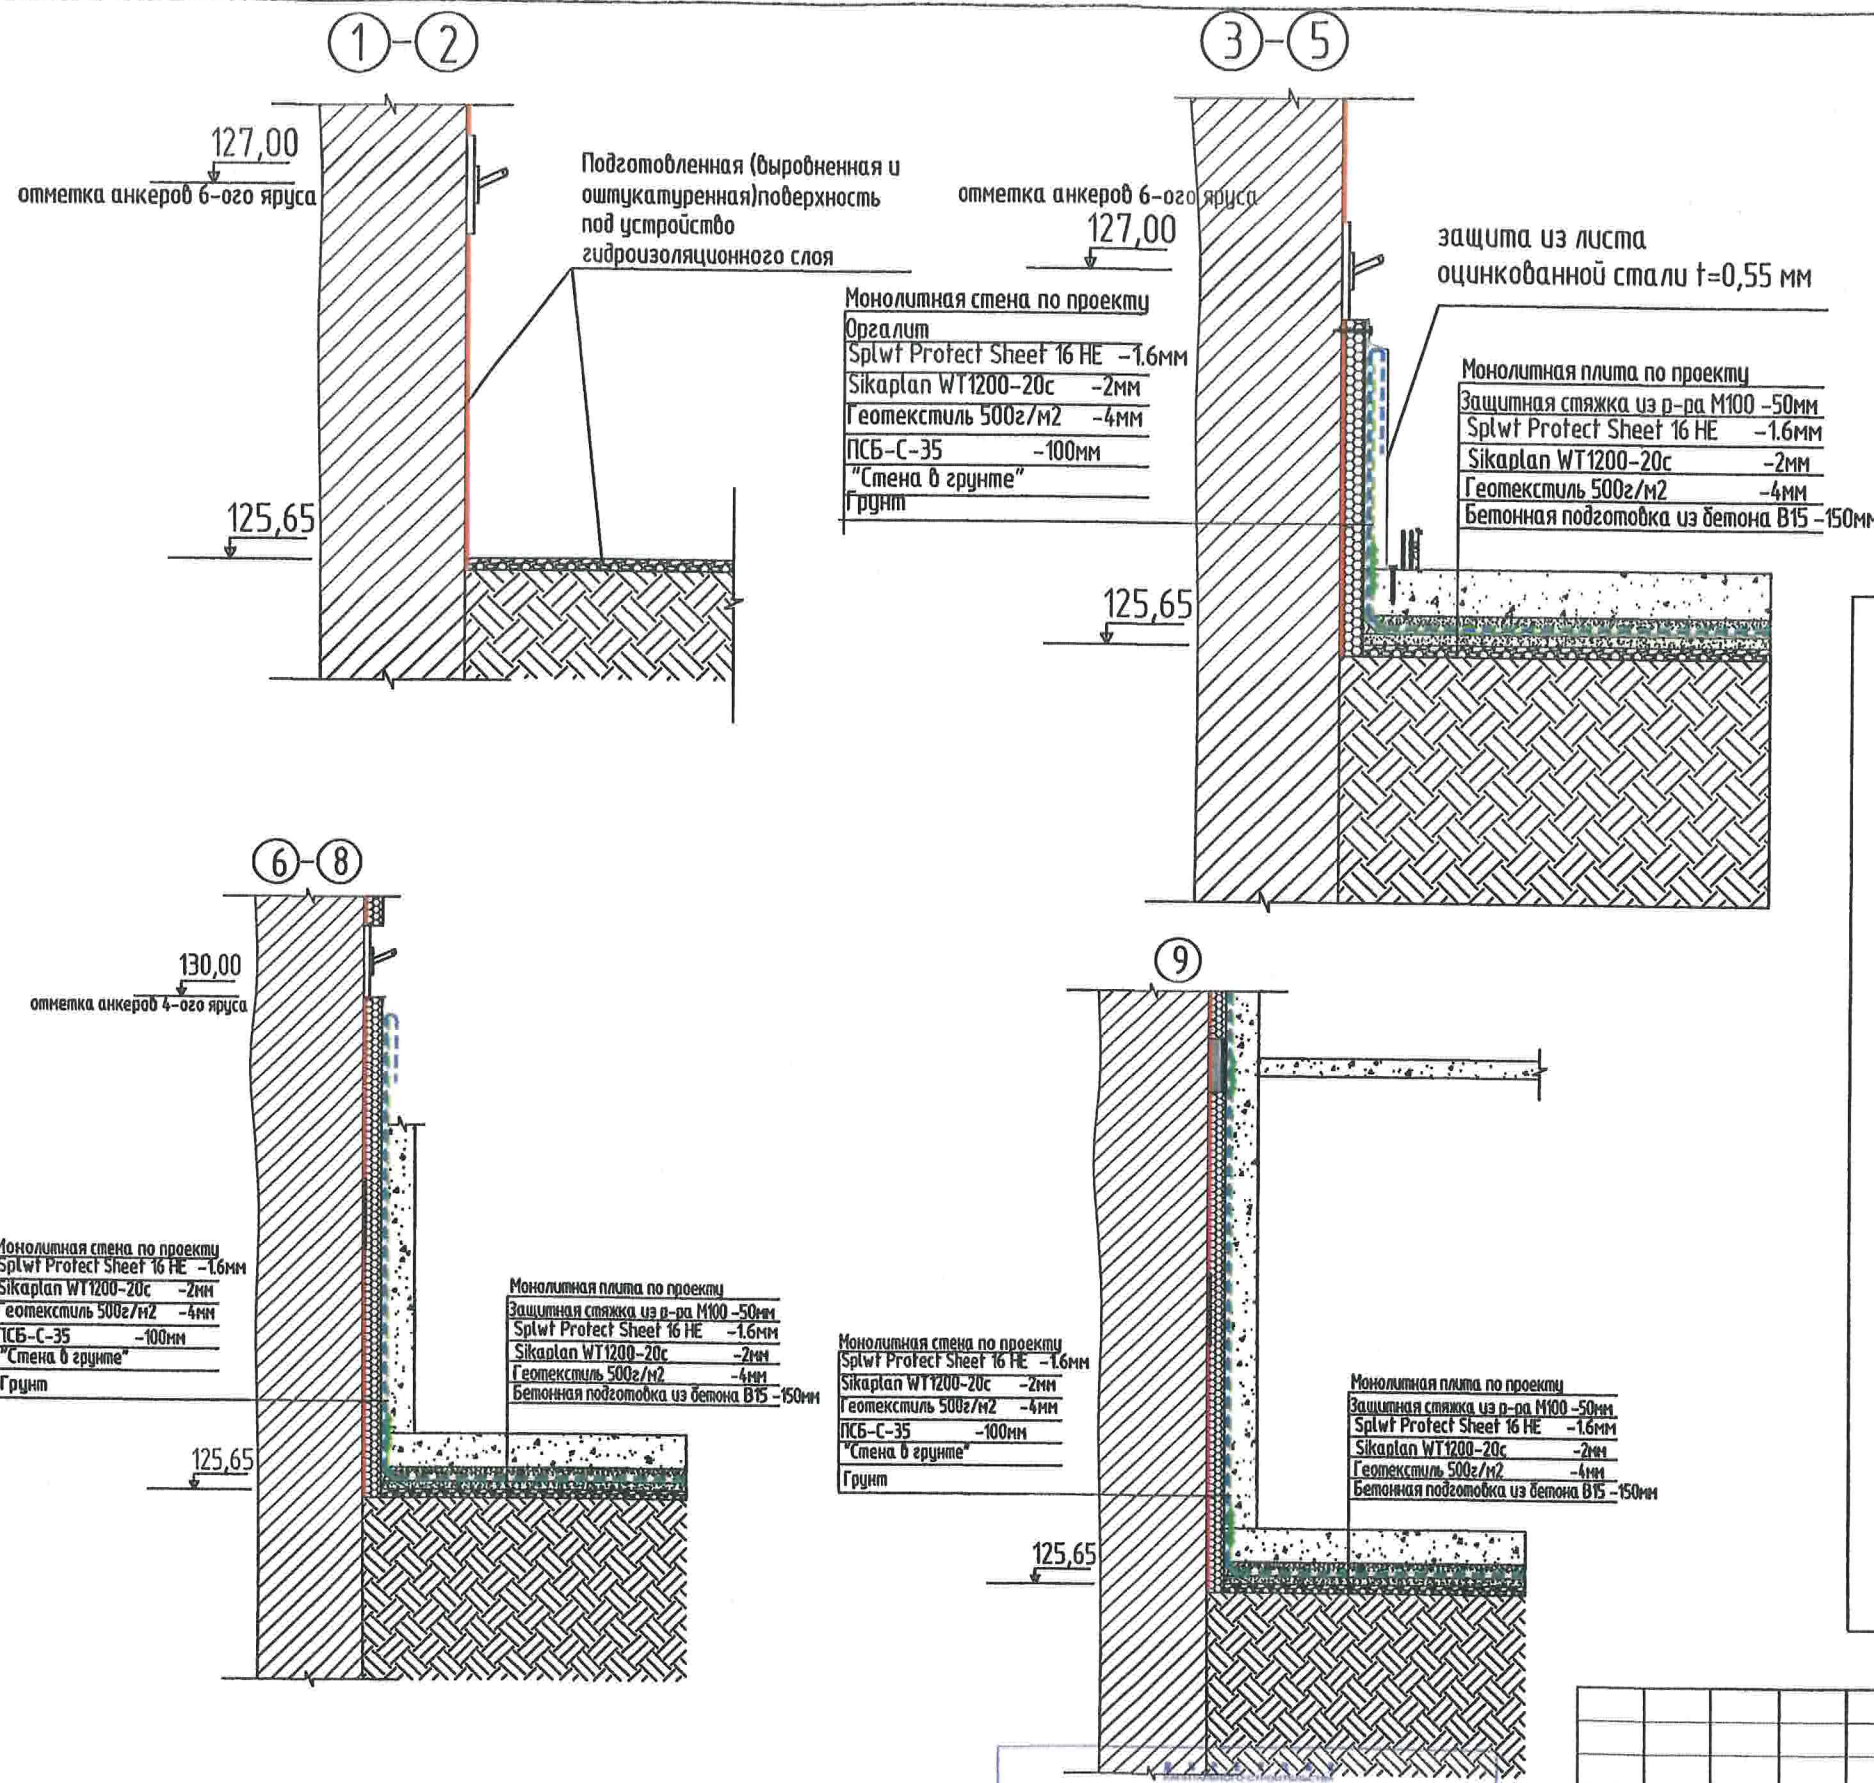 1-2
127,00
отметка анкеров 6-ого яруса
Подготовленная (выровненная и
оштукатуренная)поверхность
под устройство
гидроизоляционного слоя
125,65
3-5
отметка анкеров 6-ого яруса
127,00
защита из листа
оцинкованной стали t=0,55 мм
Монолитная стена по проекту
Оргалит
Splwt Protect Sheet 16 HE -1.6мм
Sikaplan WT1200-20c -2мм
Геотекстиль 500г/м2 -4мм
ПСБ-С-35 -100мм
"Стена в грунте"
Грунт
Монолитная плита по проекту
Защитная стяжка из р-ра М100 -50мм
Splwt Protect Sheet 16 HE -1.6мм
Sikaplan WT1200-20c -2мм
Геотекстиль 500г/м2 -4мм
Бетонная подготовка из бетона В15 -150мм
125,65
6-8
130,00
отметка анкеров 4-ого яруса
Монолитная стена по проекту
Splwt Protect Sheet 16 HE -1.6мм
Sikaplan WT1200-20c -2мм
Геотекстиль 500г/м2 -4мм
ПСБ-С-35 -100мм
"Стена в грунте"
Грунт
Монолитная плита по проекту
Защитная стяжка из р-ра М100 -50мм
Splwt Protect Sheet 16 HE -1.6мм
Sikaplan WT1200-20c -2мм
Геотекстиль 500г/м2 -4мм
Бетонная подготовка из бетона В15 -150мм
125,65
9
Монолитная стена по проекту
Splwt Protect Sheet 16 HE -1.6мм
Sikaplan WT1200-20c -2мм
Геотекстиль 500г/м2 -4мм
ПСБ-С-35 -100мм
"Стена в грунте"
Грунт
Монолитная плита по проекту
Защитная стяжка из р-ра М100 -50мм
Splwt Protect Sheet 16 HE -1.6мм
Sikaplan WT1200-20c -2мм
Геотекстиль 500г/м2 -4мм
Бетонная подготовка из бетона В15 -150мм
125,65
КАПИТАЛЬНОГО СТРОИТЕЛЬСТВА